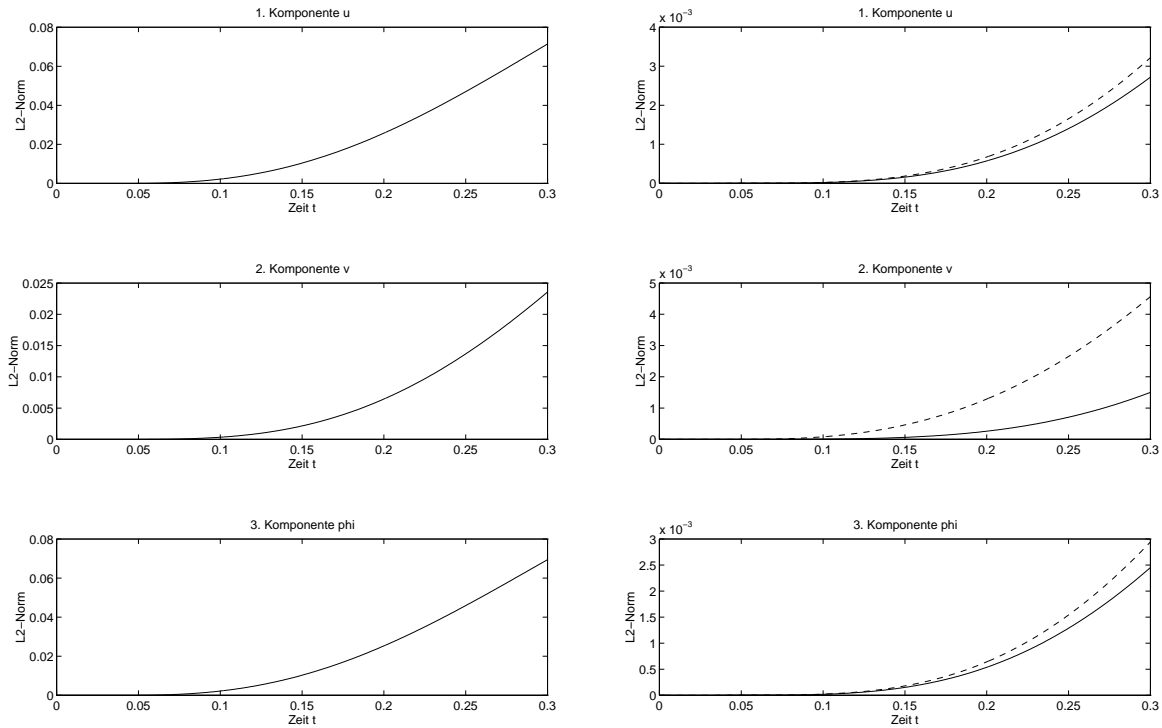 1. Komponente u
0.08
0.06
0.04
0.02
0
L2−Norm
0 0.05 0.1 0.15 0.2 0.25 0.3
Zeit t
1. Komponente u
x 10−3
4
3
2
1
0
L2−Norm
0 0.05 0.1 0.15 0.2 0.25 0.3
Zeit t
2. Komponente v
0.025
0.02
0.015
0.01
0.005
0
L2−Norm
0 0.05 0.1 0.15 0.2 0.25 0.3
Zeit t
2. Komponente v
x 10−3
5
4
3
2
1
0
L2−Norm
0 0.05 0.1 0.15 0.2 0.25 0.3
Zeit t
3. Komponente phi
0.08
0.06
0.04
0.02
0
L2−Norm
0 0.05 0.1 0.15 0.2 0.25 0.3
Zeit t
3. Komponente phi
x 10−3
3
2.5
2
1.5
1
0.5
0
L2−Norm
0 0.05 0.1 0.15 0.2 0.25 0.3
Zeit t